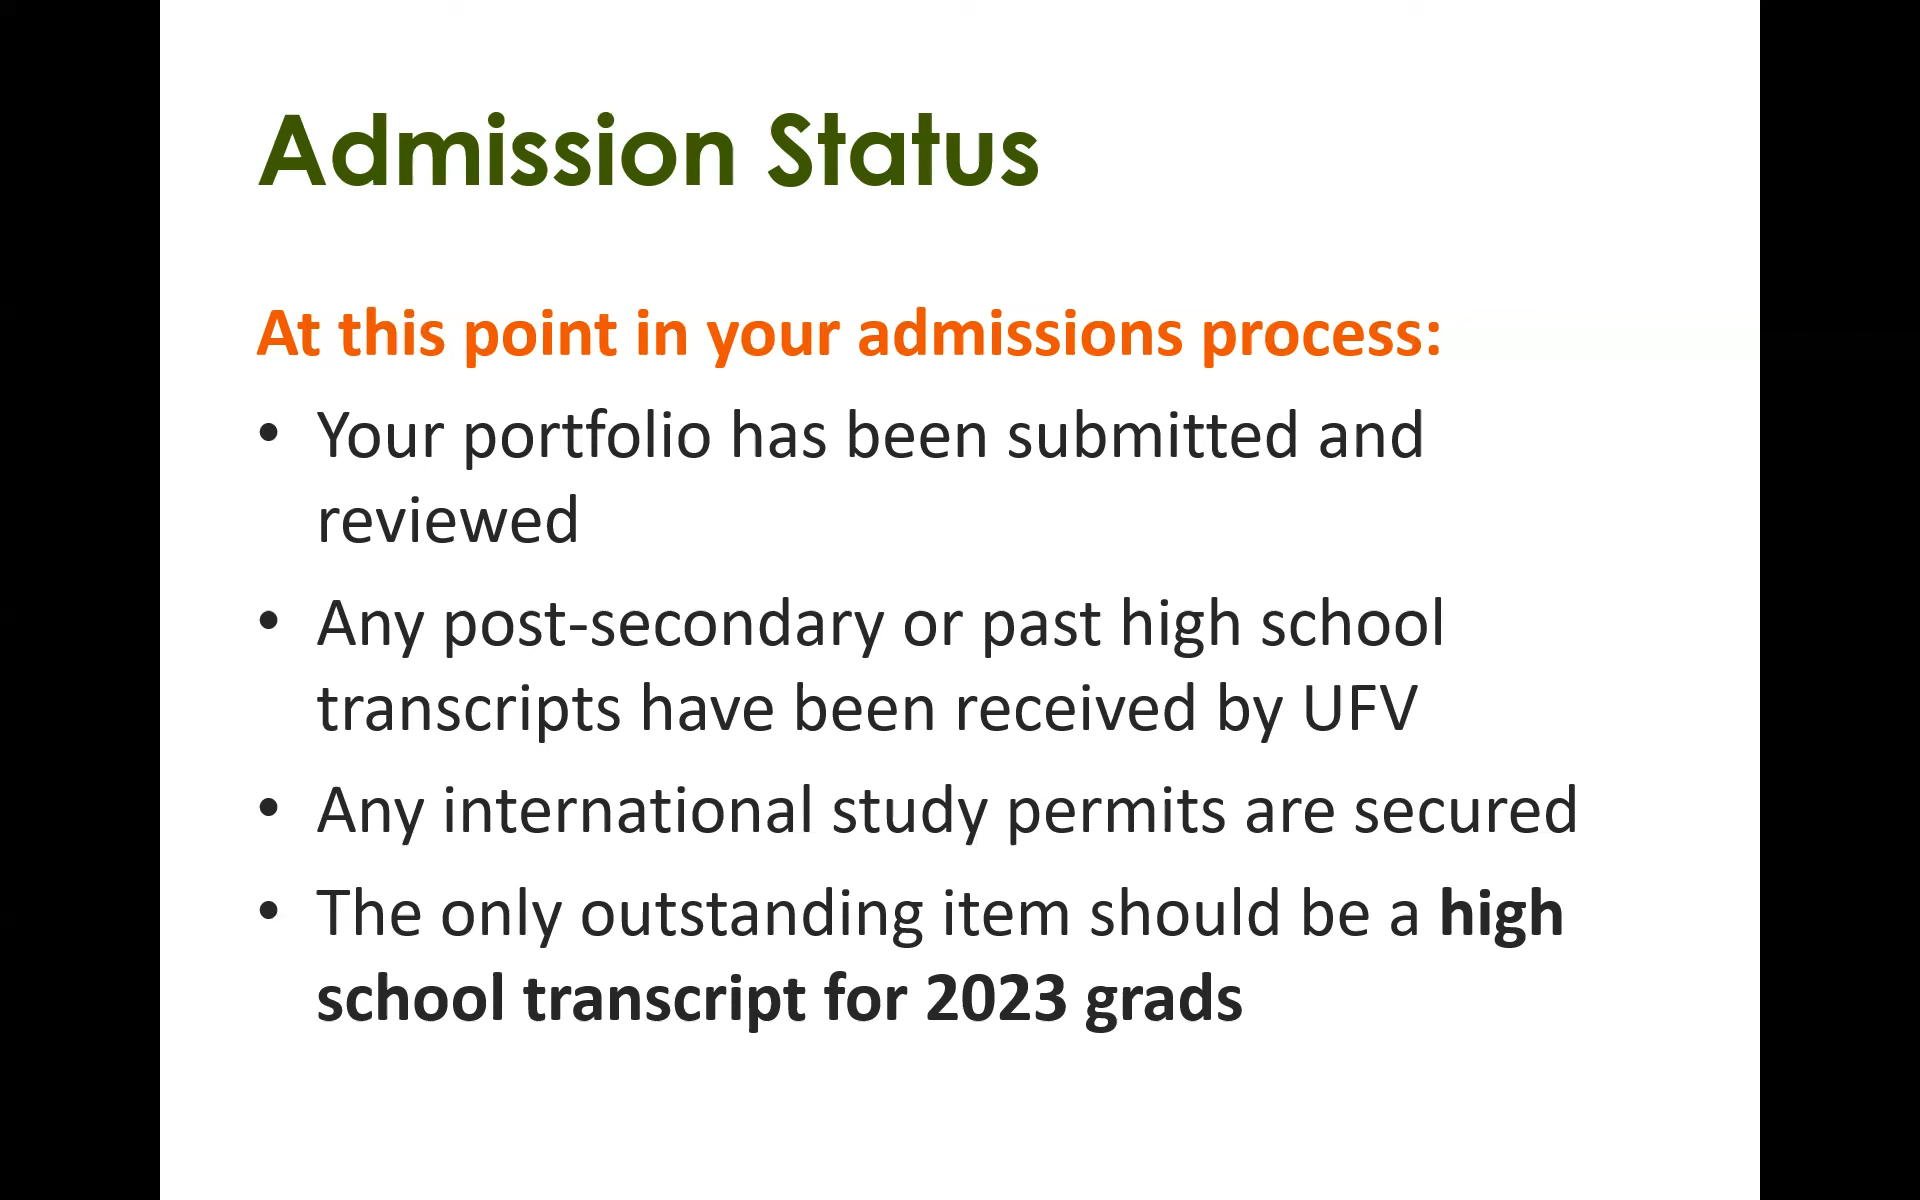 Admission Status
At this point in your admissions process:
• Your portfolio has been submitted and
reviewed
• Any post-secondary or past high school
transcripts have been received by UFV
• Any international study permits are secured
• The only outstanding item should be a high
school transcript for 2023 grads